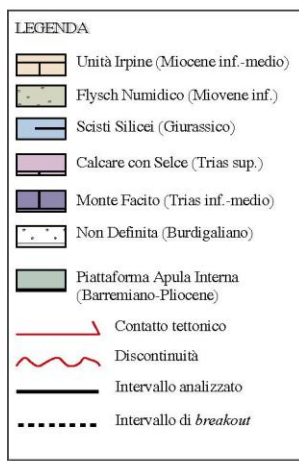 LEGENDA
Unità Irpine (Miocene inf.-medio)
Flysch Numidico (Miovene inf.)
Scisti Silicei (Giurassico)
Calcare con Selce (Trias sup.)
Monte Facito (Trias inf.-medio)
Non Definita (Burdigaliano)
Piattaforma Apula Interna
(Barremiano-Pliocene)
Contatto tettonico
Discontinuità
Intervallo analizzato
Intervallo di breakout